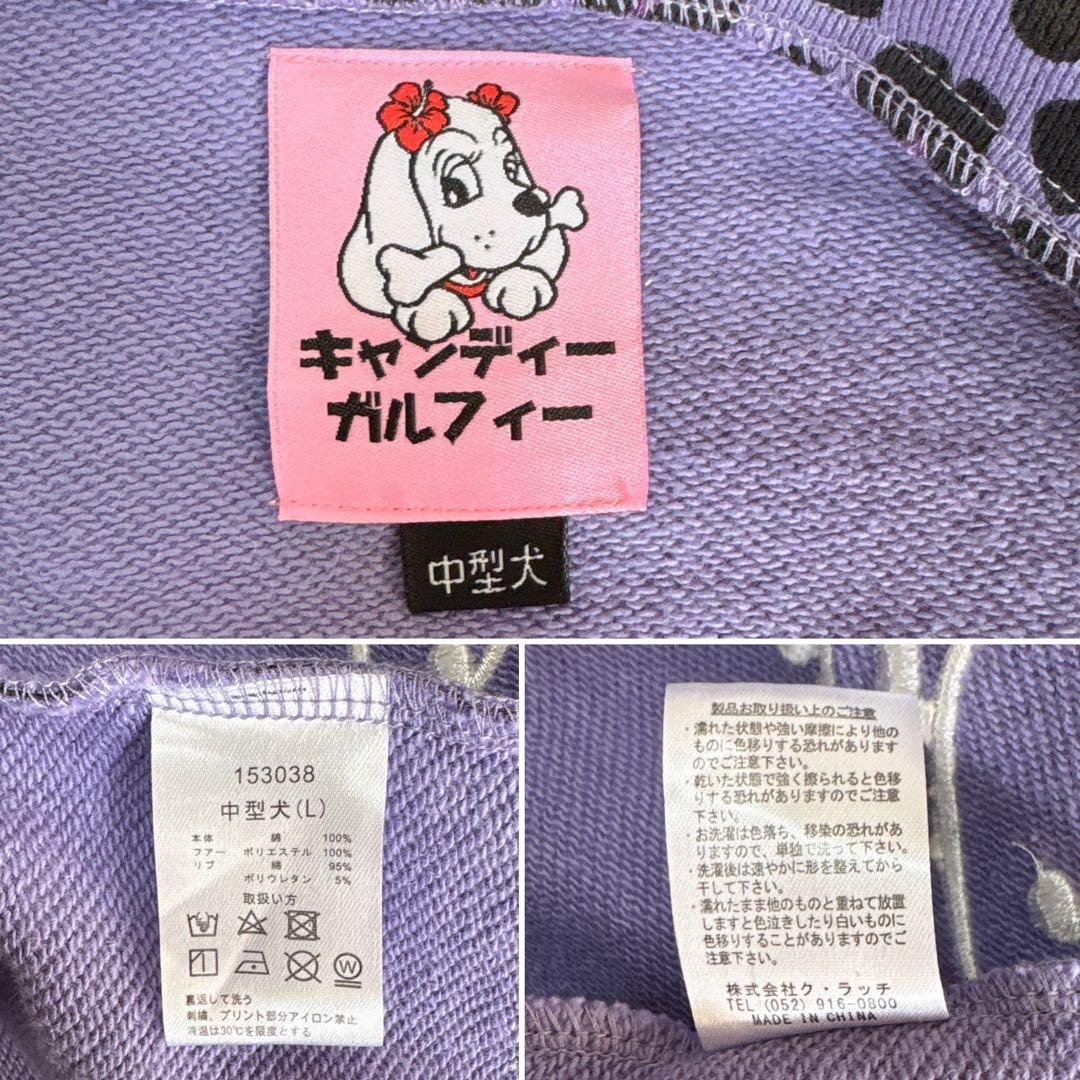 キャンディー
ガルフィー
中型犬
153038
中型犬(L)
本体 綿 100%
ファー ポリエステル 100%
リブ 綿 95%
ポリウレタン 5%
取扱い方
W
裏返して洗う
刺繍、プリント部分アイロン禁止
液温は30℃を限度とする
製品お取り扱い上のご注意
・濡れた状態や強い摩擦により他の
ものに色移りする恐れがあります
のでご注意下さい。
・乾いた状態で強く擦られると色移
りする恐れがありますのでご注意
下さい。
・お洗濯は色落ち、移染の恐れがあ
りますので、単独で洗って下さい。
・洗濯後は速やかに形を整えてから
干して下さい。
・濡れたまま他のものと重ねて放置
しますと色泣きしたり白いものに
色移りすることがありますのでご
注意下さい。
株式会社ク・ラッチ
TEL(052) 916-0800
MADE IN CHINA